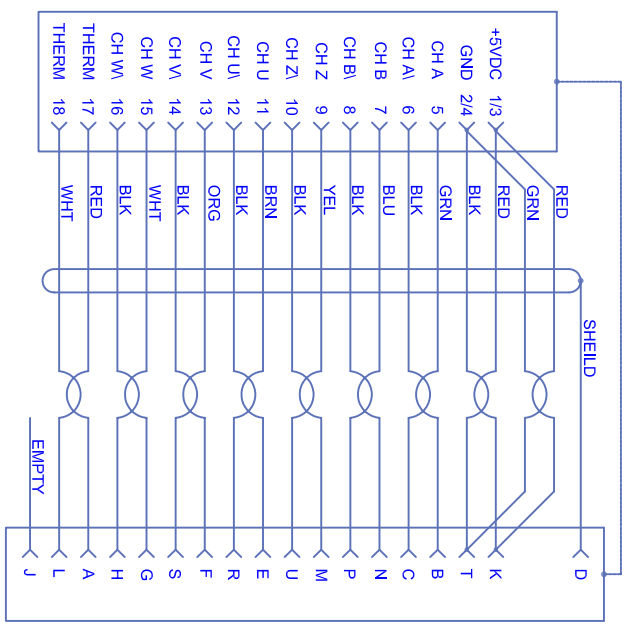 THERM 18
THERM 17
CH W\ 16
CH W 15
CH V\ 14
CH V 13
CH U\ 12
CH U 11
CH Z\ 10
CH Z 9
CH B\ 8
CH B 7
CH A\ 6
CH A 5
GND 2/4
+5VDC 1/3
WHT
RED
BLK
WHT
BLK
ORG
BLK
BRN
BLK
YEL
BLK
BLU
BLK
GRN
BLK
RED
GRN
RED
SHEILD
EMPTY
J
L
A
H
G
S
F
R
E
U
M
P
N
C
B
T
K
D